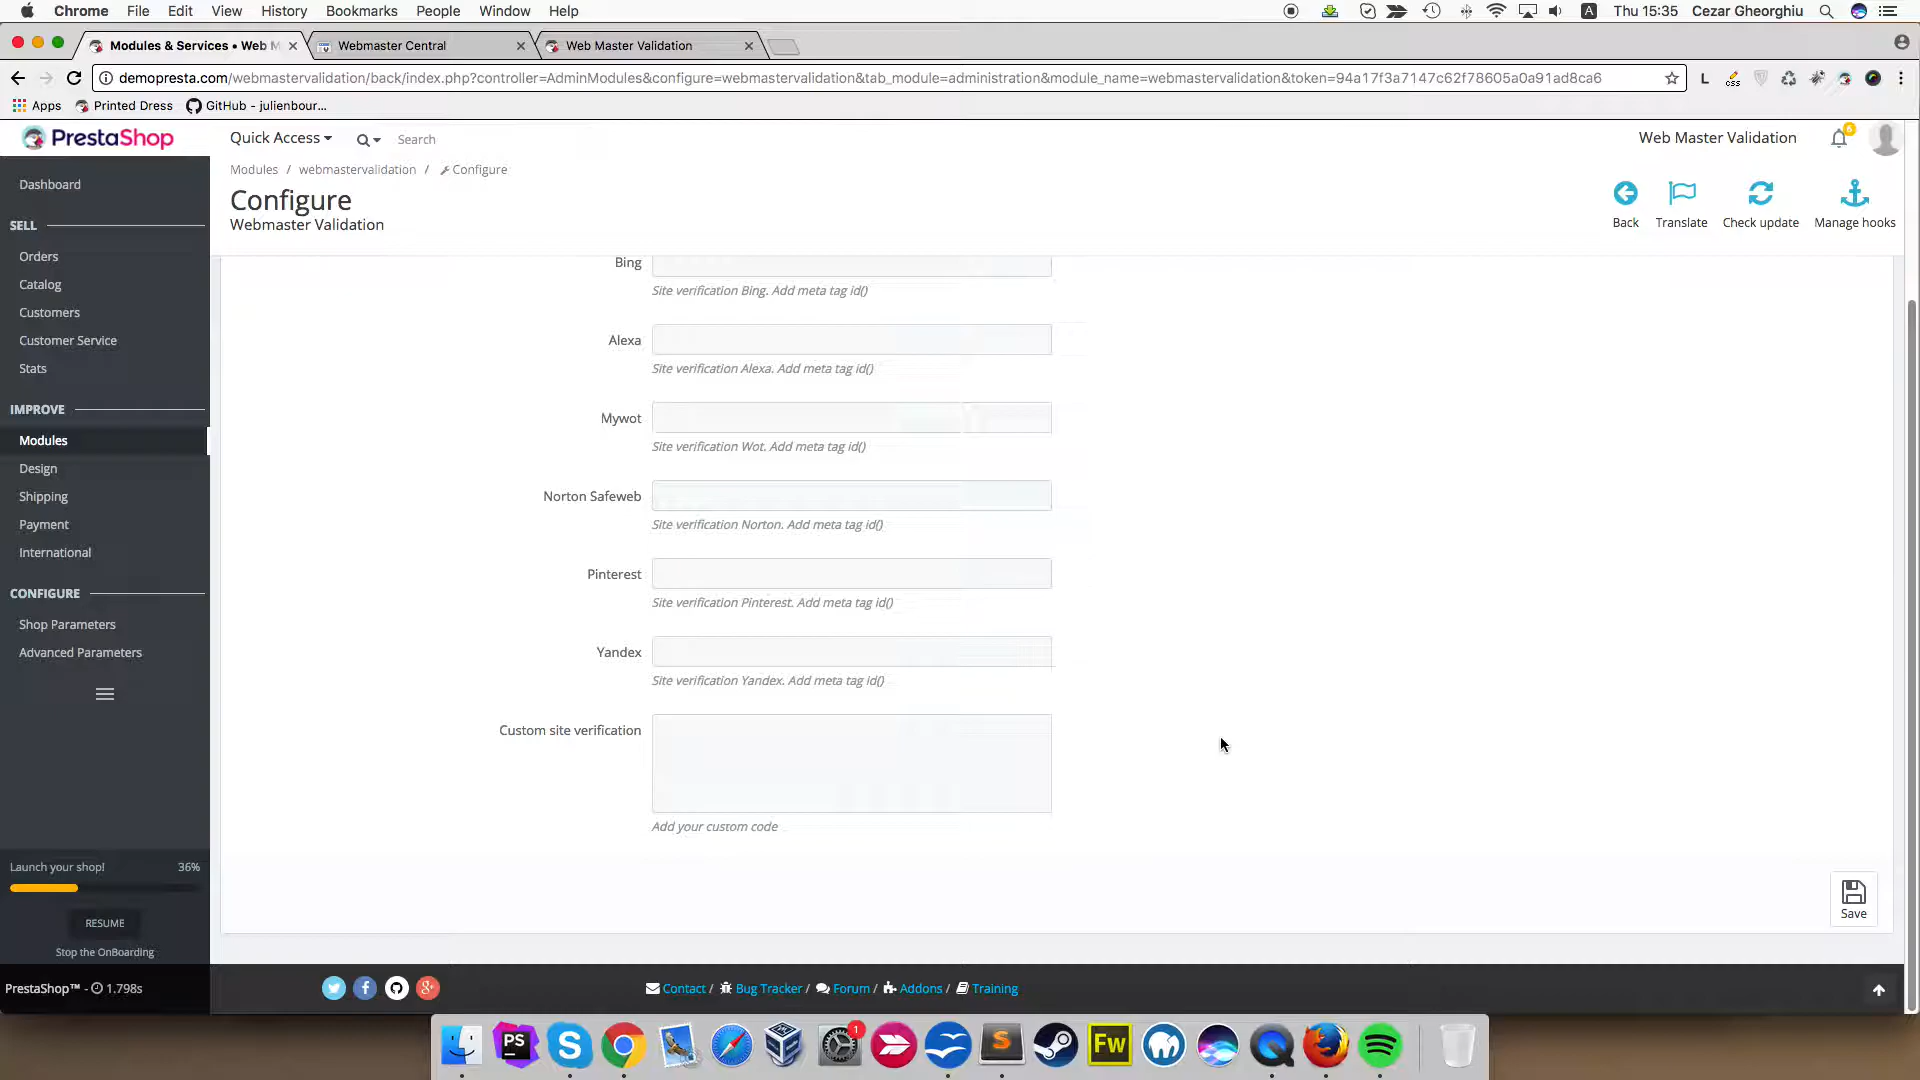 Chrome File Edit View History Bookmarks People Window Help
A Thu 15:35 Cezar Gheorghiu
Modules & Services • Web M
Webmaster Central
Web Master Validation
demopresta.com/webmastervalidation/back/index.php?controller=AdminModules&configure=webmastervalidation&tab_module=administration&module_name=webmastervalidation&token=94a17f3a7147c62f78605a0a91ad8ca6
L
css
Apps Printed Dress GitHub - julienbour...
PrestaShop
Quick Access
Search
Web Master Validation
6
Modules / webmastervalidation / Configure
Configure
Webmaster Validation
Back
Translate
Check update
Manage hooks
Dashboard
SELL
Orders
Catalog
Customers
Customer Service
Stats
IMPROVE
Modules
Design
Shipping
Payment
International
CONFIGURE
Shop Parameters
Advanced Parameters
Launch your shop! 36%
RESUME
Stop the OnBoarding
PrestaShop™ - 1.798s
Bing
Site verification Bing. Add meta tag id()
Alexa
Site verification Alexa. Add meta tag id()
Mywot
Site verification Wot. Add meta tag id()
Norton Safeweb
Site verification Norton. Add meta tag id()
Pinterest
Site verification Pinterest. Add meta tag id()
Yandex
Site verification Yandex. Add meta tag id()
Custom site verification
Add your custom code
Save
Contact / Bug Tracker / Forum / Addons / Training
PS
1
S
Fw